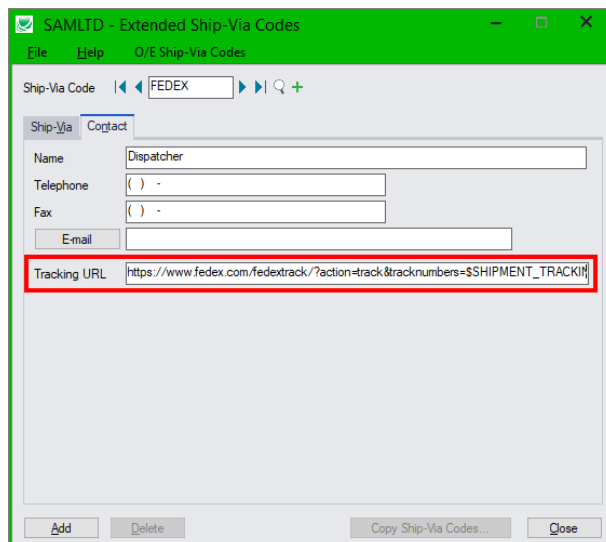 SAMLTD - Extended Ship-Via Codes
File Help O/E Ship-Via Codes
Ship-Via Code FEDEX
Ship-Via Contact
Name Dispatcher
Telephone ( ) -
Fax ( ) -
E-mail
Tracking URL https://www.fedex.com/fedextrack/?action=track&tracknumbers=$SHIPMENT_TRACKIN
Add Delete Copy Ship-Via Codes... Close